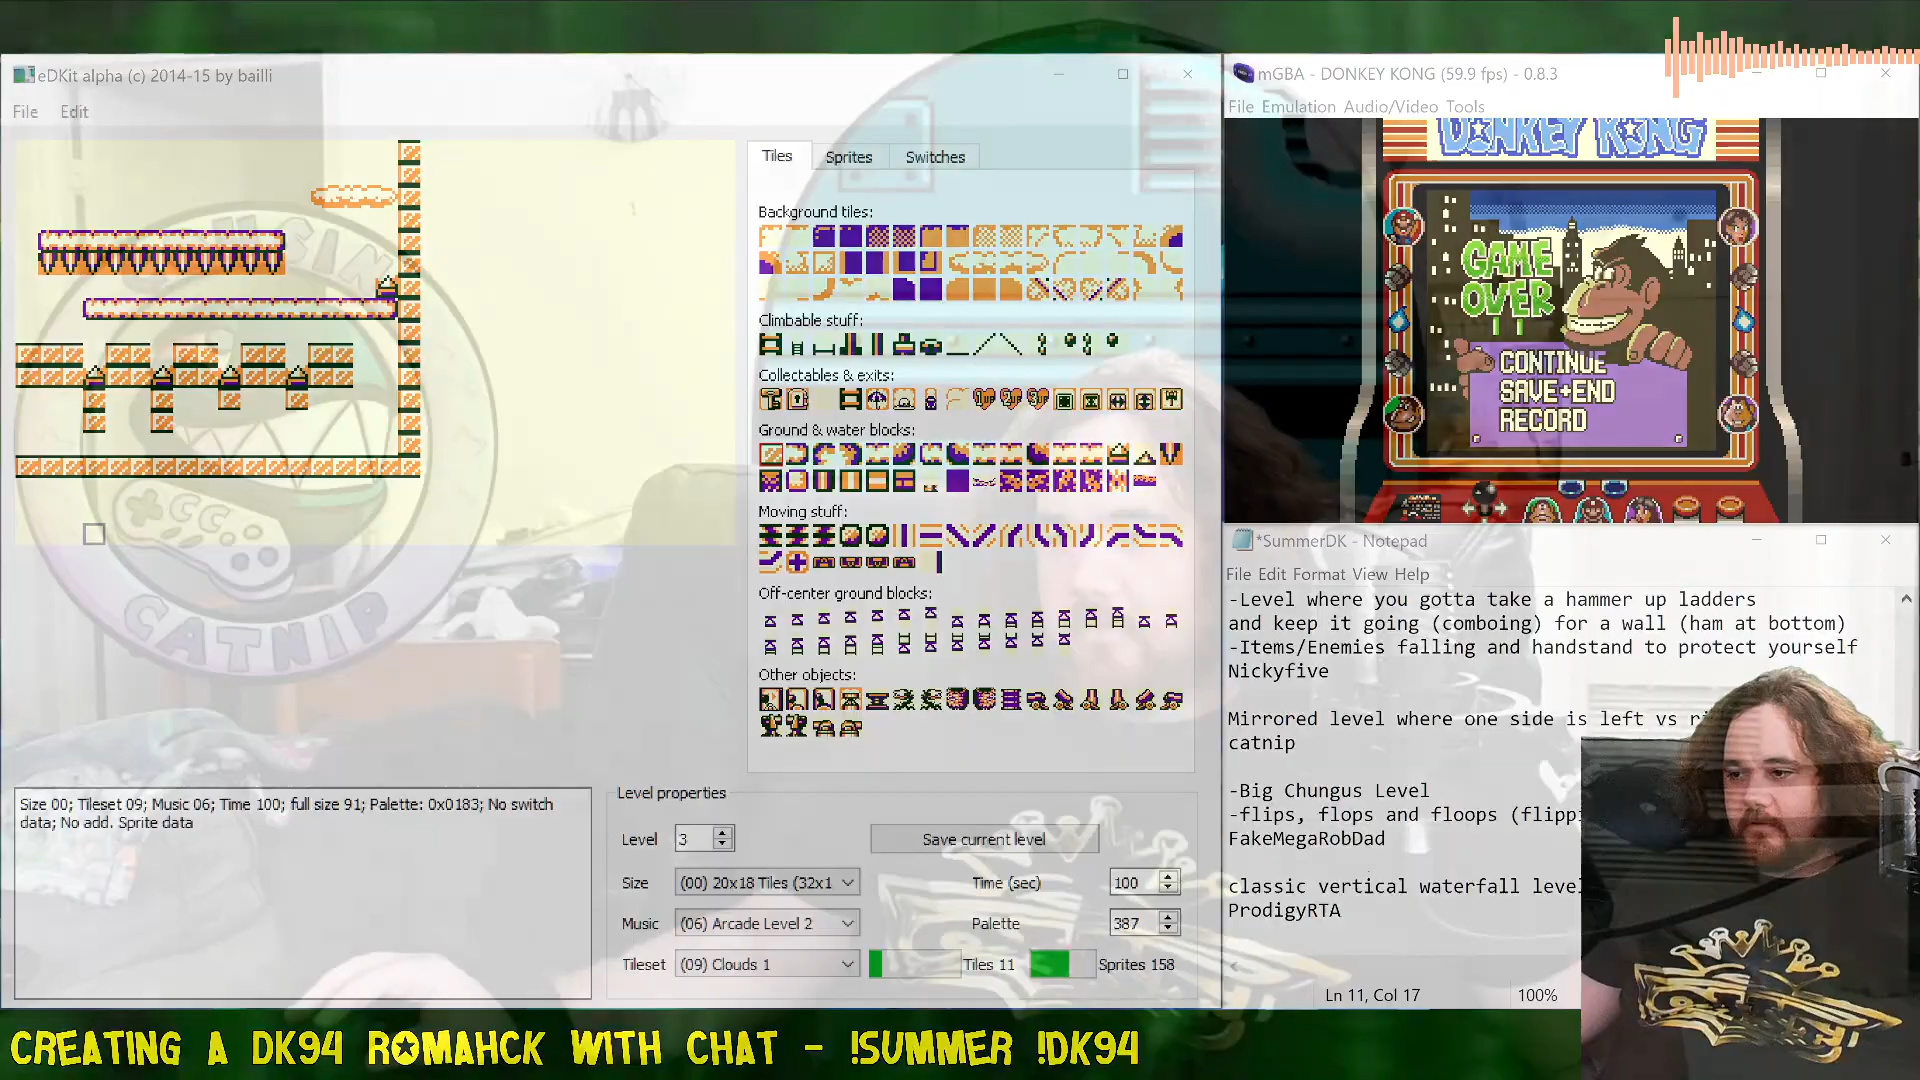 eDKit alpha (c) 2014-15 by bailli
File Edit
Tiles Sprites Switches
Background tiles:
Climbable stuff:
Collectables & exits:
Ground & water blocks:
Moving stuff:
Off-center ground blocks:
Other objects:
Size 00; Tileset 09; Music 06; Time 100; full size 91; Palette: 0x0183; No switch
data; No add. Sprite data
Level properties
Level 3 Save current level
Size (00) 20x18 Tiles (32x1 Time (sec) 100
Music (06) Arcade Level 2 Palette 387
Tileset (09) Clouds 1 Tiles 11 Sprites 158
CATNIP
mGBA - DONKEY KONG (59.9 fps) - 0.8.3
File Emulation Audio/Video Tools
DONKEY KONG
GAME
OVER
CONTINUE
SAVE+END
RECORD
*SummerDK - Notepad
File Edit Format View Help
-Level where you gotta take a hammer up ladders
and keep it going (comboing) for a wall (ham at bottom)
-Items/Enemies falling and handstand to protect yourself
Nickyfive
Mirrored level where one side is left vs
catnip
-Big Chungus Level
-flips, flops and floops (flipp
FakeMegaRobDad
classic vertical waterfall level
ProdigyRTA
Ln 11, Col 17 100%
CREATING A DK94 ROMAHCK WITH CHAT - !SUMMER !DK94